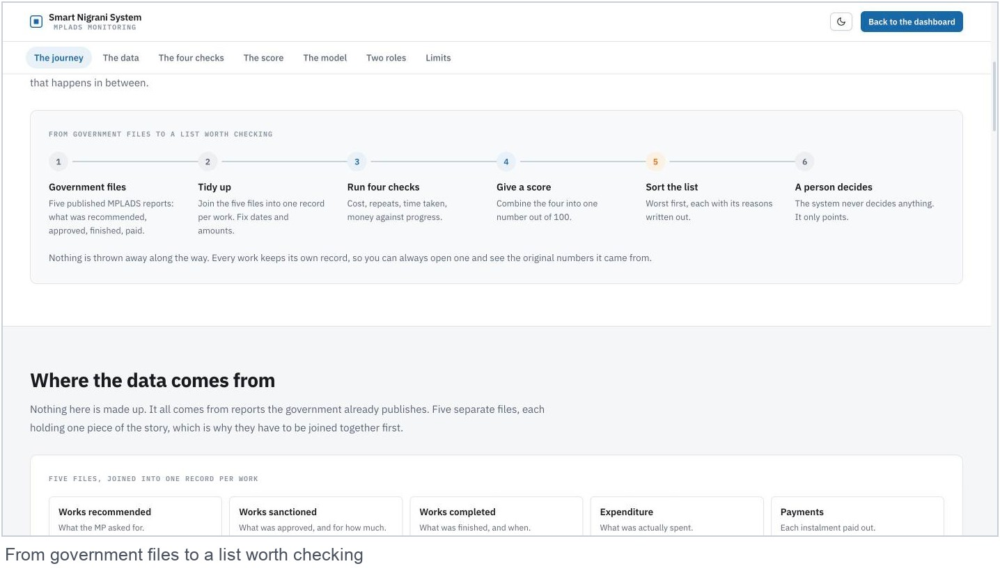 Smart Nigrani System
MPLADS MONITORING
Back to the dashboard
The journey
The data
The four checks
The score
The model
Two roles
Limits
that happens in between.
FROM GOVERNMENT FILES TO A LIST WORTH CHECKING
1
2
3
4
5
6
Government files
Five published MPLADS reports:
what was recommended,
approved, finished, paid.
Tidy up
Join the five files into one record
per work. Fix dates and
amounts.
Run four checks
Cost, repeats, time taken,
money against progress.
Give a score
Combine the four into one
number out of 100.
Sort the list
Worst first, each with its reasons
written out.
A person decides
The system never decides anything.
It only points.
Nothing is thrown away along the way. Every work keeps its own record, so you can always open one and see the original numbers it came from.
Where the data comes from
Nothing here is made up. It all comes from reports the government already publishes. Five separate files, each
holding one piece of the story, which is why they have to be joined together first.
FIVE FILES, JOINED INTO ONE RECORD PER WORK
Works recommended
What the MP asked for.
Works sanctioned
What was approved, and for how much.
Works completed
What was finished, and when.
Expenditure
What was actually spent.
Payments
Each instalment paid out.
From government files to a list worth checking